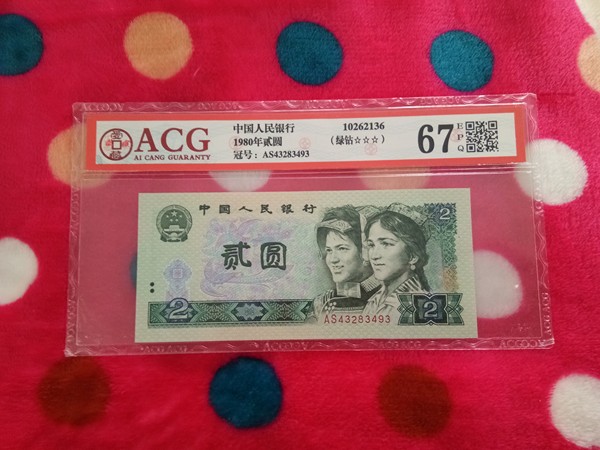 ACG
AI CANG GUARANTY
中国人民银行
1980年贰圆
冠号：AS43283493
10262136
（绿钻☆☆☆）
67
EPQ
中国人民银行
贰圆
2
2
2
AS43283493